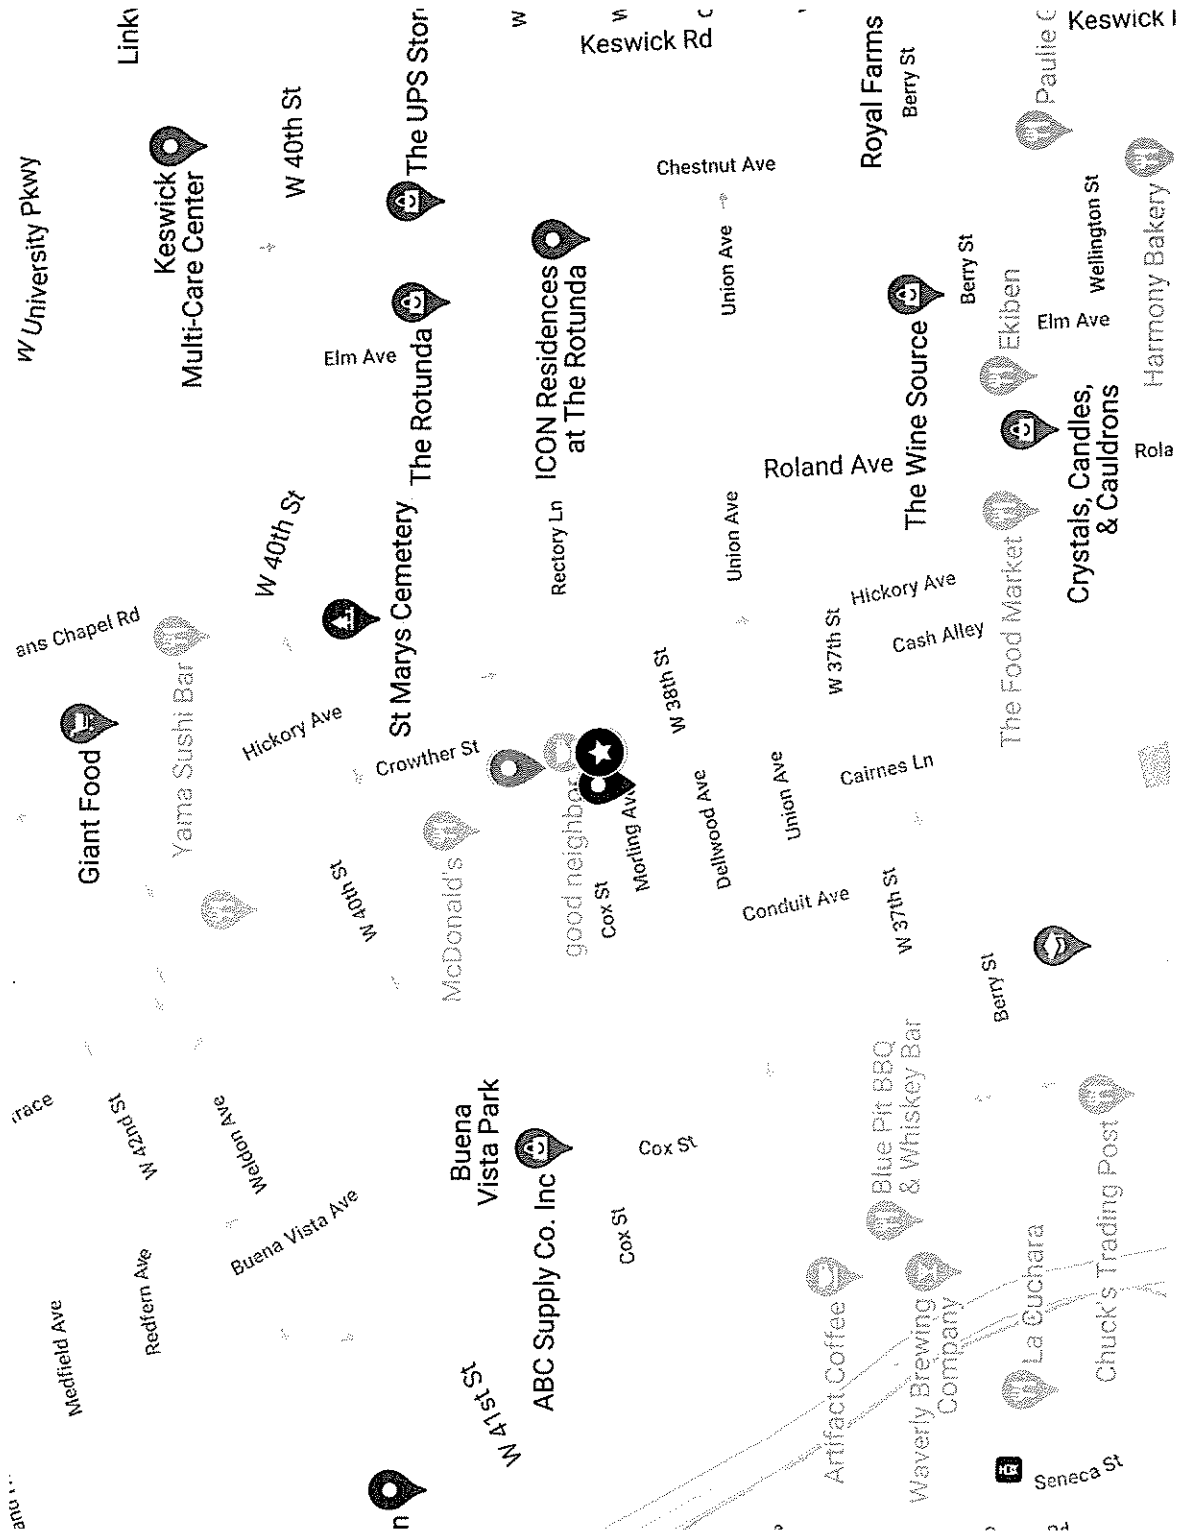 Medfield Ave
W 42nd St
Redfern Ave
Weldon Ave
Buena Vista Ave
Giant Food
ans Chapel Rd
Yama Sushi Bar
W University Pkwy
Keswick
Multi-Care Center
Hickory Ave
W 40th St
W 40th St
W 40th St
Elm Ave
St Marys Cemetery
The Rotunda
The UPS Stor
Crowther St
McDonald's
W 41st St
Buena
Vista Park
ABC Supply Co. Inc
good neighbor
Rectory Ln
ICON Residences
at The Rotunda
Keswick Rd
Cox St
Cox St
Cox St
Morling Ave
W 38th St
Chestnut Ave
Dellwood Ave
Union Ave
Union Ave
Union Ave
Conduit Ave
Roland Ave
Artifact Coffee
Blue Pit BBQ
& Whiskey Bar
W 37th St
W 37th St
Cairnes Ln
Hickory Ave
Cash Alley
The Wine Source
Royal Farms
Berry St
Berry St
Berry St
Waverly Brewing
Company
The Food Market
Ekiben
Paulie G
La Cuchara
Elm Ave
Wellington St
Crystals, Candles,
& Cauldrons
Chuck's Trading Post
Harmony Bakery
Keswick
Seneca St